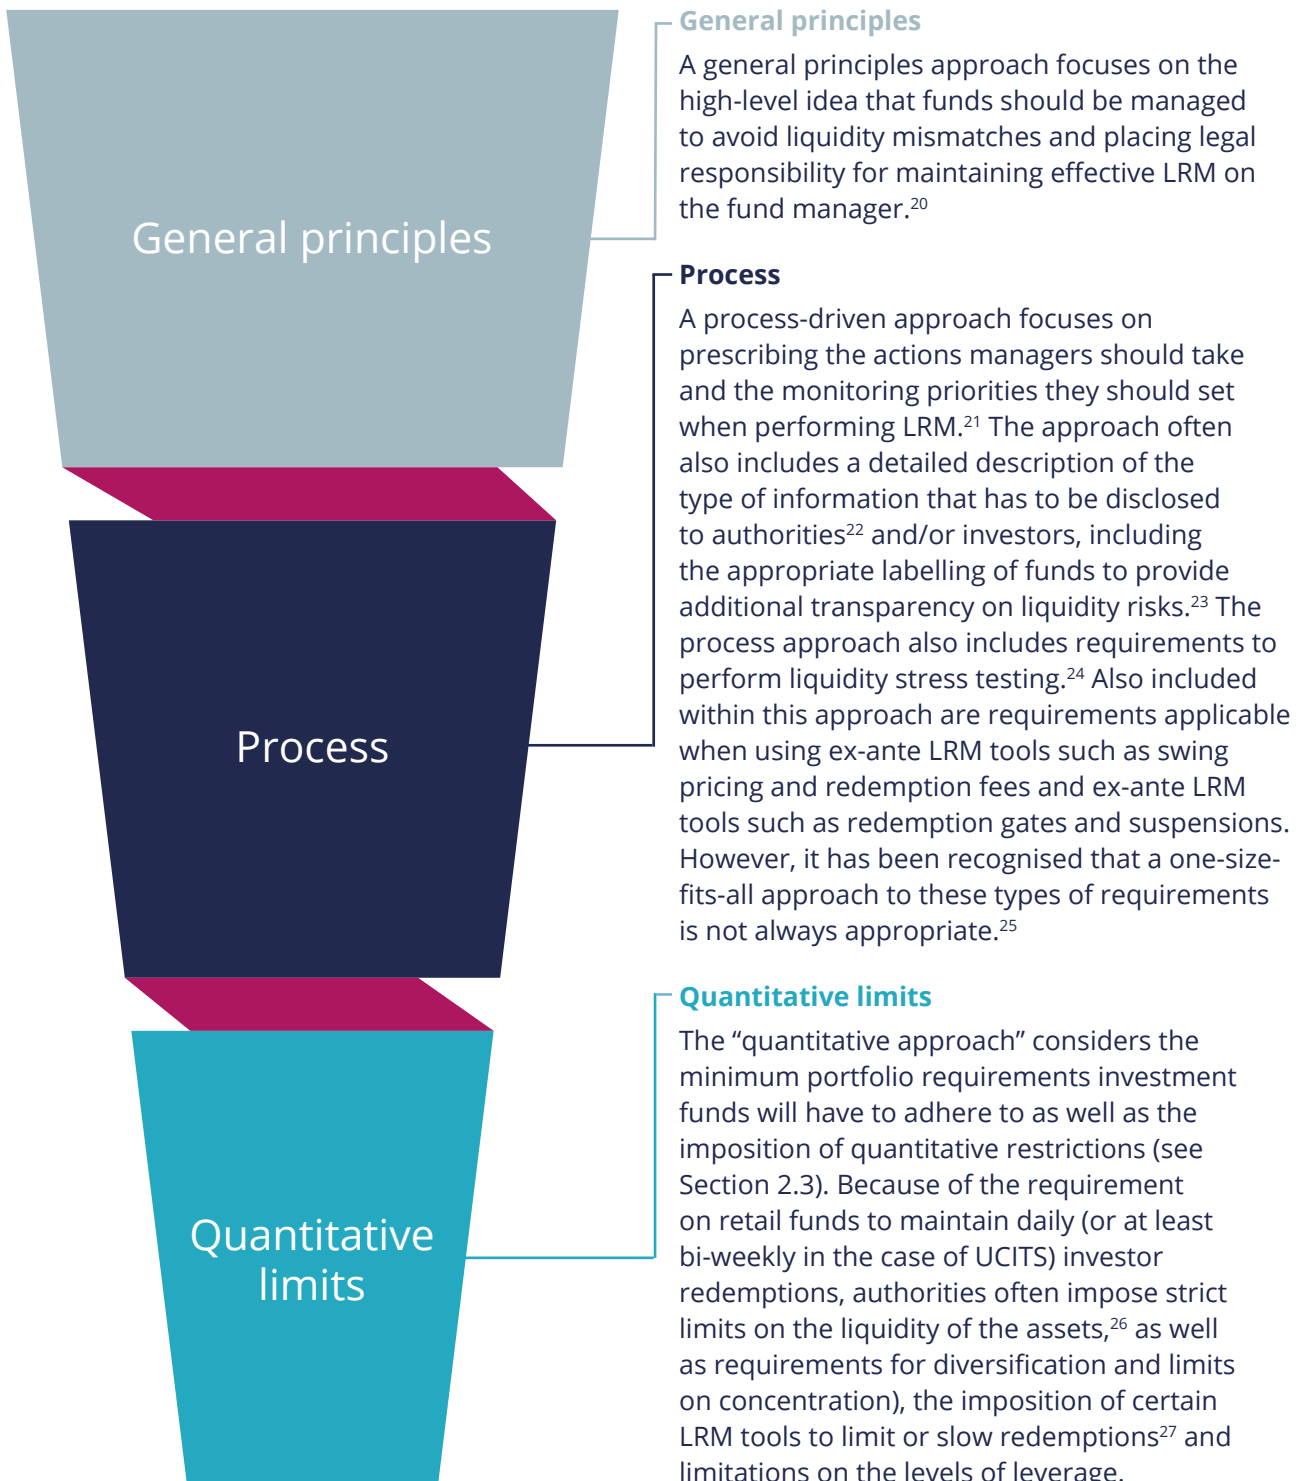 General principles
General principles
A general principles approach focuses on the
high-level idea that funds should be managed
to avoid liquidity mismatches and placing legal
responsibility for maintaining effective LRM on
the fund manager.20
Process
Process
A process-driven approach focuses on
prescribing the actions managers should take
and the monitoring priorities they should set
when performing LRM.21 The approach often
also includes a detailed description of the
type of information that has to be disclosed
to authorities22 and/or investors, including
the appropriate labelling of funds to provide
additional transparency on liquidity risks.23 The
process approach also includes requirements to
perform liquidity stress testing.24 Also included
within this approach are requirements applicable
when using ex-ante LRM tools such as swing
pricing and redemption fees and ex-ante LRM
tools such as redemption gates and suspensions.
However, it has been recognised that a one-size-
fits-all approach to these types of requirements
is not always appropriate.25
Quantitative
limits
Quantitative limits
The “quantitative approach” considers the
minimum portfolio requirements investment
funds will have to adhere to as well as the
imposition of quantitative restrictions (see
Section 2.3). Because of the requirement
on retail funds to maintain daily (or at least
bi-weekly in the case of UCITS) investor
redemptions, authorities often impose strict
limits on the liquidity of the assets,26 as well
as requirements for diversification and limits
on concentration), the imposition of certain
LRM tools to limit or slow redemptions27 and
limitations on the levels of leverage.